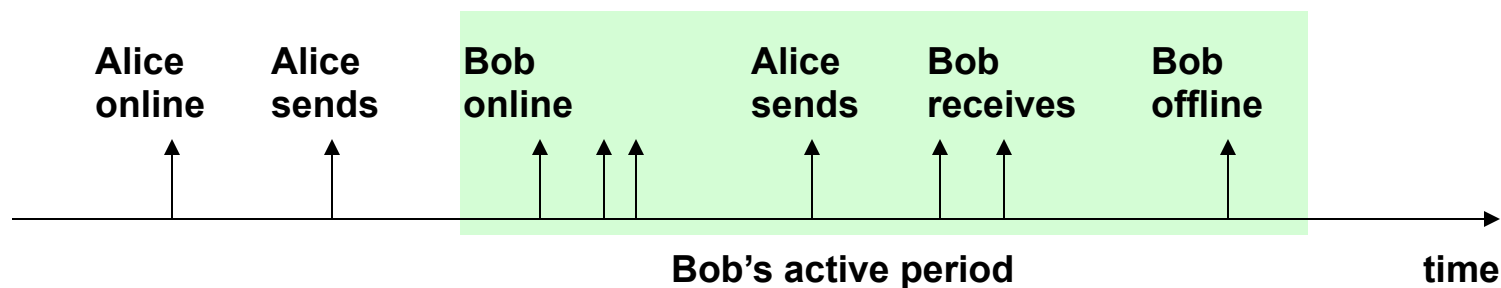 Alice
online
Alice
sends
Bob
online
Alice
sends
Bob
receives
Bob
offline
Bob’s active period
time